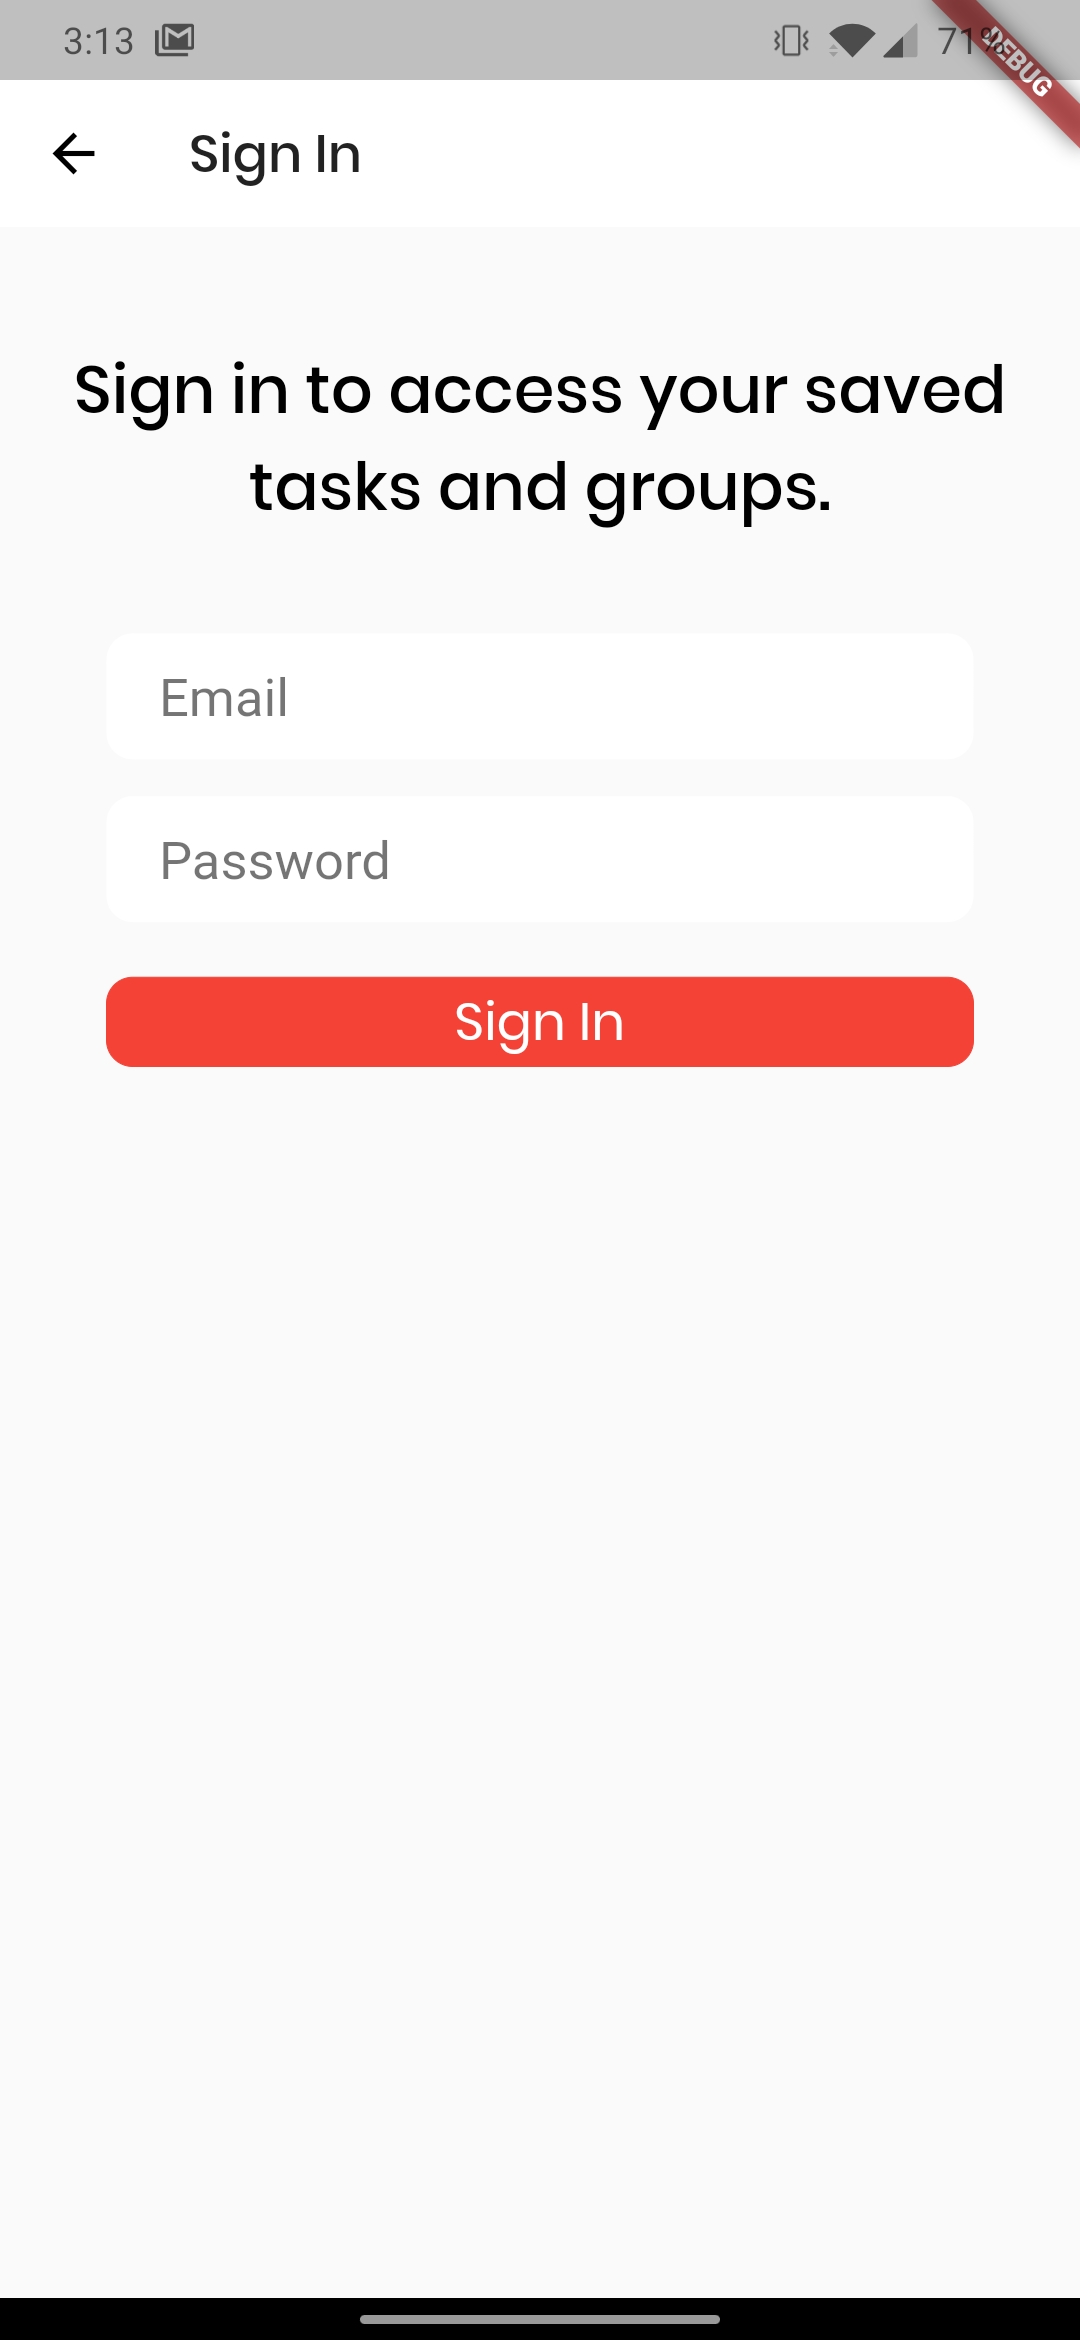 3:13
71%
DEBUG
Sign In
Sign in to access your saved
tasks and groups.
Email
Password
Sign In